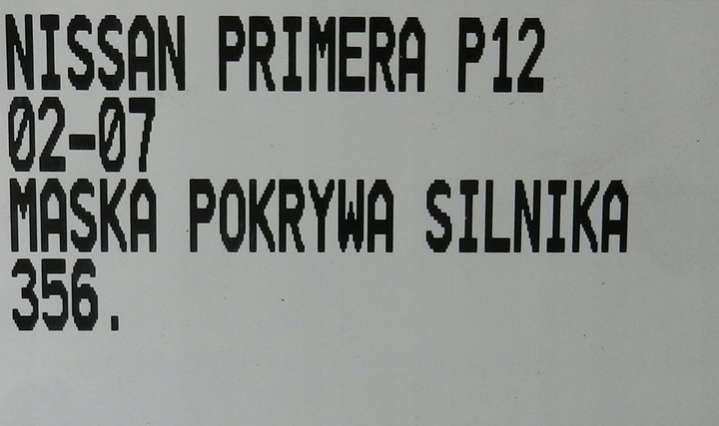 NISSAN PRIMERA P12
02-07
MASKA POKRYWA SILNIKA
356.